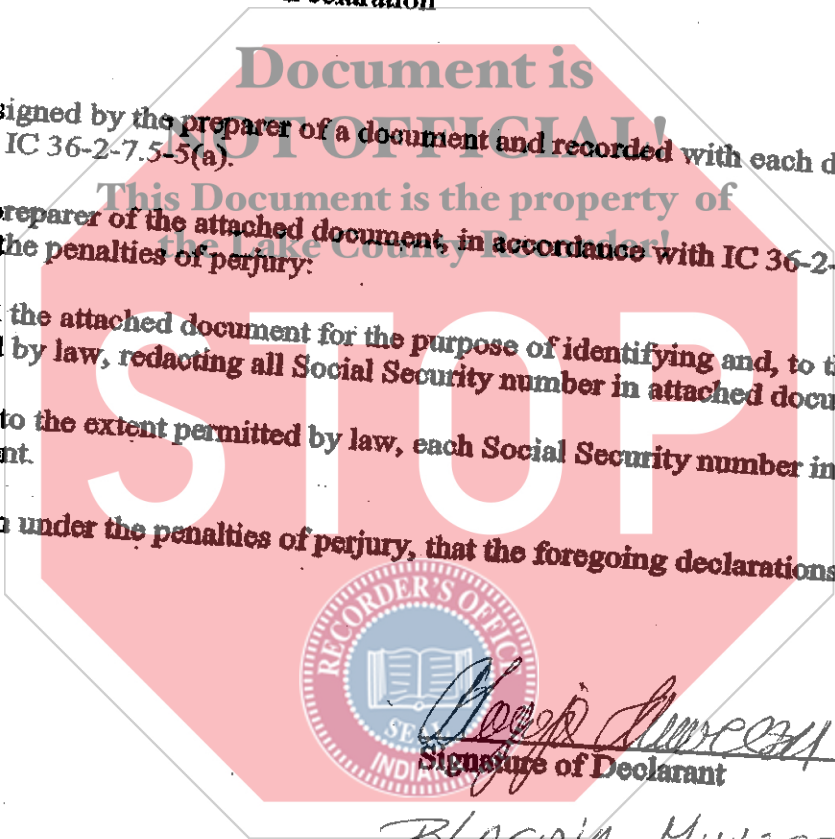 Document is
signed by the preparer of a document and recorded with each d
NOT OFFICIAL!
IC 36-2-7.5-5(a).
This Document is the property of
preparer of the attached document, in accordance with IC 36-2-
the Lake County Recorder!
the penalties of perjury:
the attached document for the purpose of identifying and, to t
by law, redacting all Social Security number in attached docu
STOP
to the extent permitted by law, each Social Security number in
nt.
under the penalties of perjury, that the foregoing declarations
RECORDER'S OFFICE
SEAL
INDIANA
Signature of Declarant